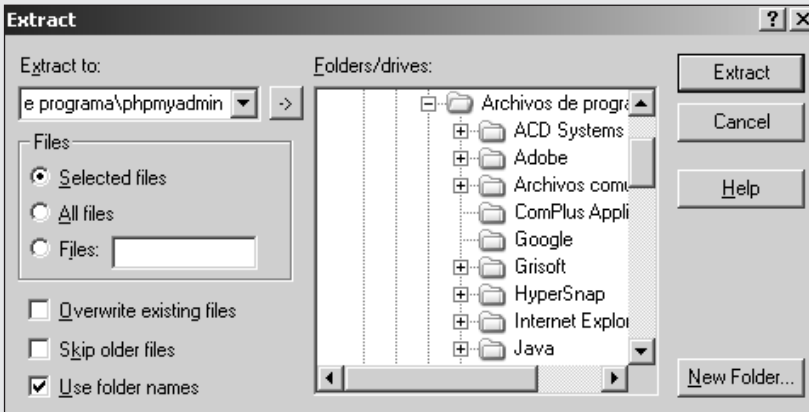 Extract
Extract to:
e programa\phpmyadmin
->
Files
Selected files
All files
Files:
Overwrite existing files
Skip older files
Use folder names
Folders/drives:
Archivos de progra
ACD Systems
Adobe
Archivos comu
ComPlus Appli
Google
Grisoft
HyperSnap
Internet Explor
Java
Extract
Cancel
Help
New Folder...